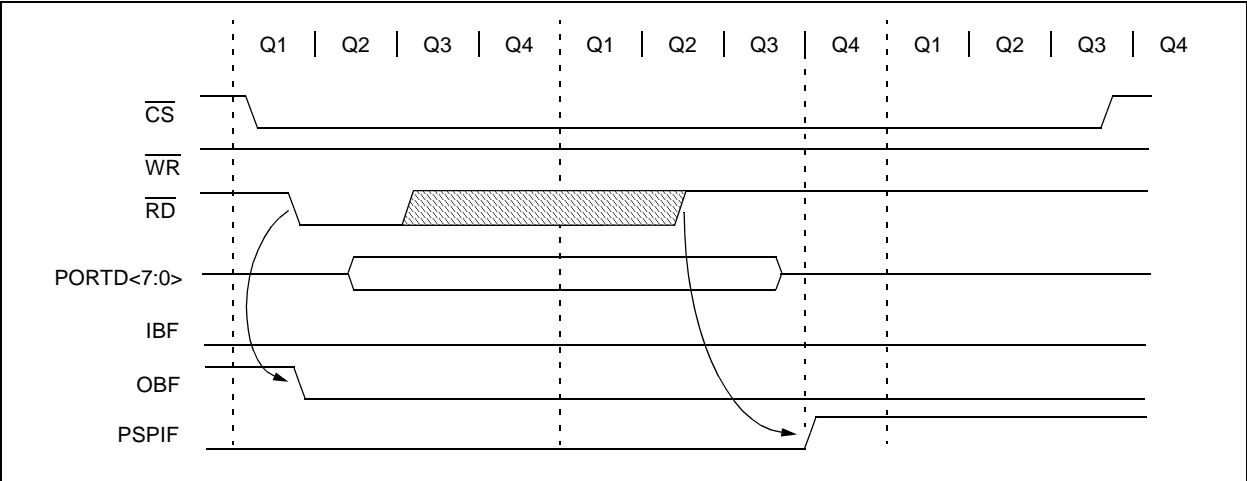 Q1 | Q2 | Q3 | Q4 | Q1 | Q2 | Q3 | Q4 | Q1 | Q2 | Q3 | Q4
CS
WR
RD
PORTD<7:0>
IBF
OBF
PSPIF